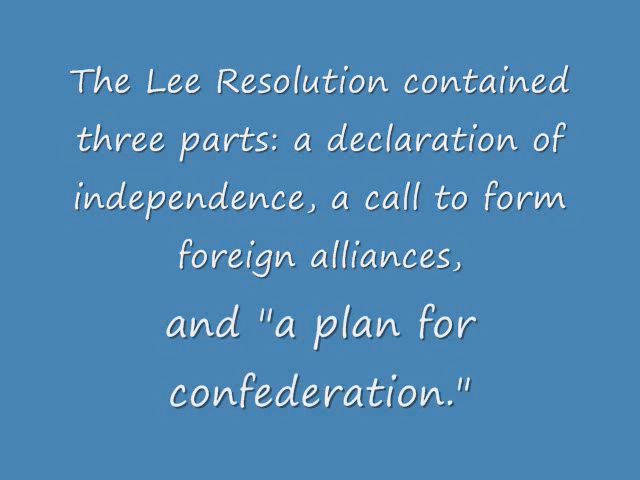 The Lee Resolution contained
three parts: a declaration of
independence, a call to form
foreign alliances,
and "a plan for
confederation."